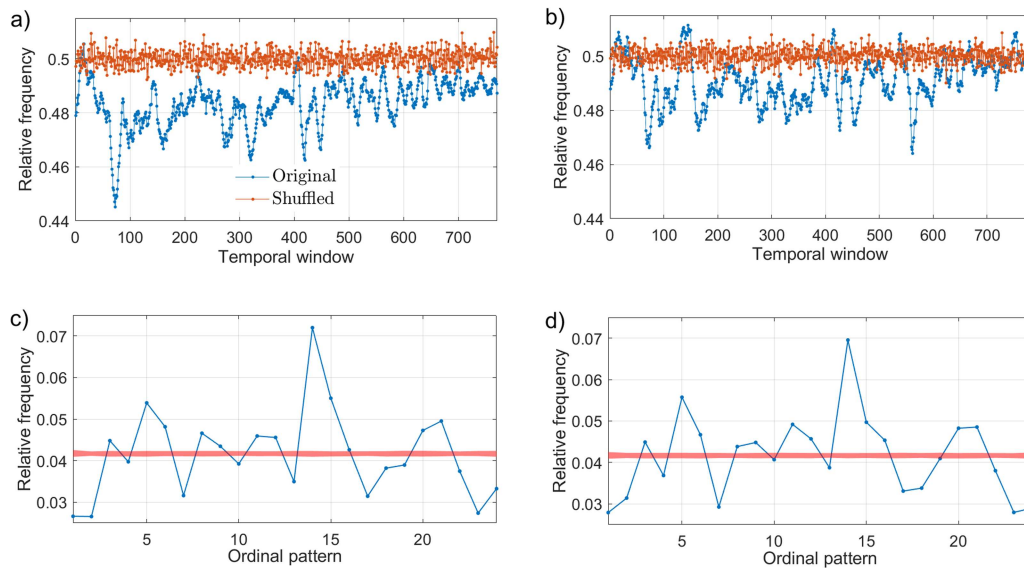 a)
Relative frequency
0.5
0.48
0.46
0.44
Original
Shuffled
0 100 200 300 400 500 600 700
Temporal window
b)
Relative frequency
0.5
0.48
0.46
0.44
0 100 200 300 400 500 600 700
Temporal window
c)
Relative frequency
0.07
0.06
0.05
0.04
0.03
5 10 15 20
Ordinal pattern
d)
Relative frequency
0.07
0.06
0.05
0.04
0.03
5 10 15 20
Ordinal pattern